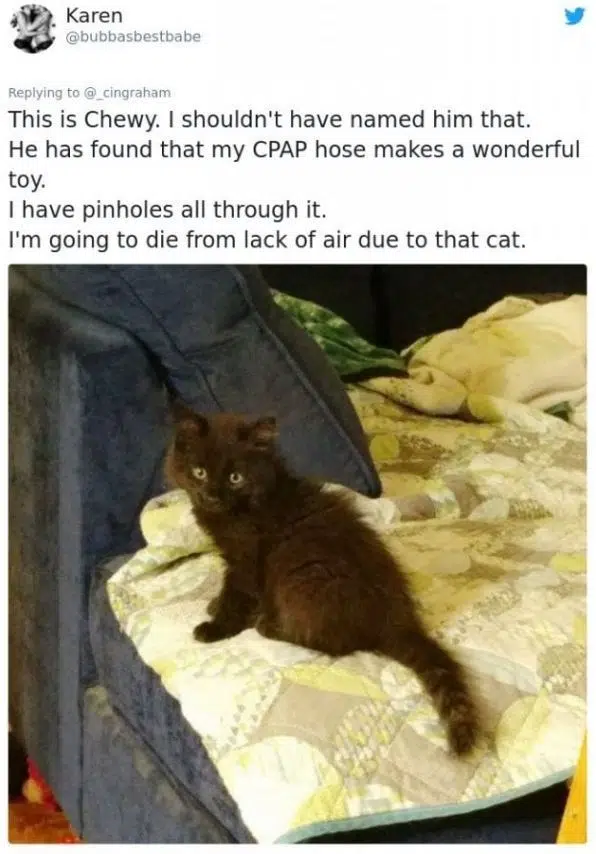 Karen
@bubbasbestbabe
Replying to @_cingraham
This is Chewy. I shouldn't have named him that.
He has found that my CPAP hose makes a wonderful
toy.
I have pinholes all through it.
I'm going to die from lack of air due to that cat.